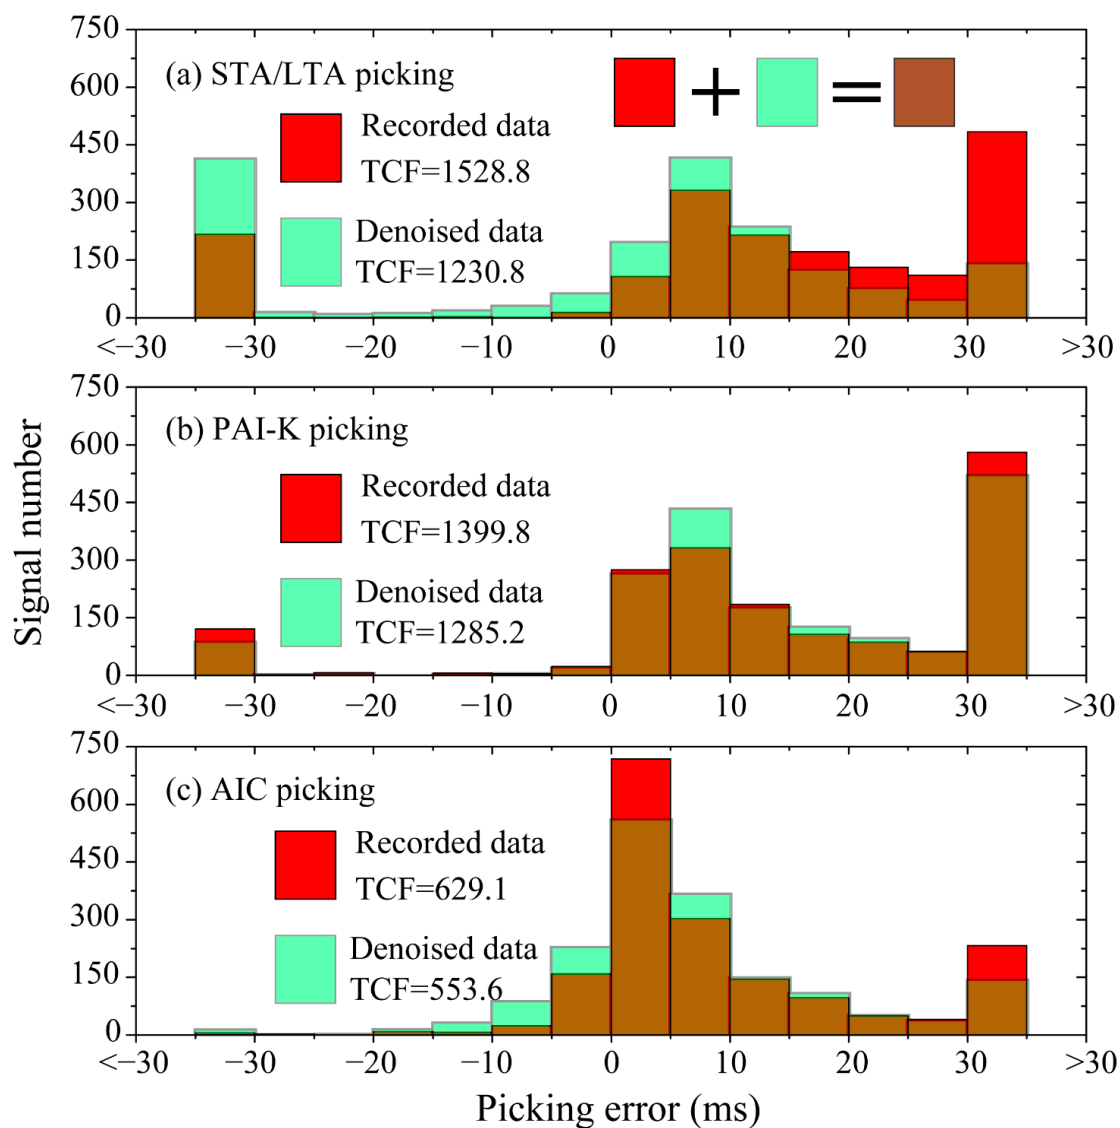 (a) STA/LTA picking
+ =
Recorded data
TCF=1528.8
Denoised data
TCF=1230.8
750
600
450
300
150
0
<−30 −20 −10 0 10 20 30 >30
(b) PAI-K picking
Recorded data
TCF=1399.8
Denoised data
TCF=1285.2
750
600
450
300
150
0
<−30 −30 −20 −10 0 10 20 30 >30
(c) AIC picking
Recorded data
TCF=629.1
Denoised data
TCF=553.6
750
600
450
300
150
0
<−30 −30 −20 −10 0 10 20 30 >30
Signal number
Picking error (ms)